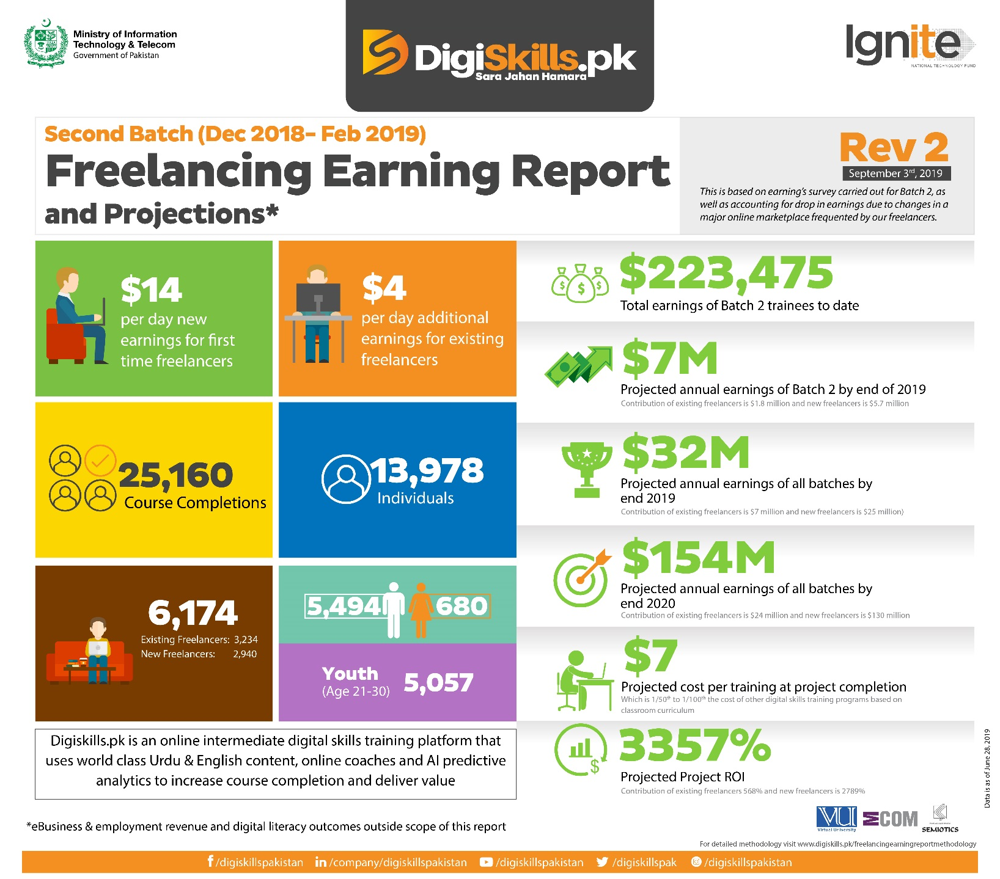 Ministry of Information
Technology & Telecom
Government of Pakistan
DigiSkills.pk
Sara Jahan Hamara
Ignite
NATIONAL TECHNOLOGY FUND
Second Batch (Dec 2018– Feb 2019)
Freelancing Earning Report
and Projections*
Rev 2
September 3rd, 2019
This is based on earning's survey carried out for Batch 2, as
well as accounting for drop in earnings due to changes in a
major online marketplace frequented by our freelancers.
$14
per day new
earnings for first
time freelancers
$4
per day additional
earnings for existing
freelancers
25,160
Course Completions
13,978
Individuals
6,174
Existing Freelancers: 3,234
New Freelancers: 2,940
5,494
680
Youth
(Age 21-30)
5,057
Digiskills.pk is an online intermediate digital skills training platform that
uses world class Urdu & English content, online coaches and AI predictive
analytics to increase course completion and deliver value
*eBusiness & employment revenue and digital literacy outcomes outside scope of this report
$223,475
Total earnings of Batch 2 trainees to date
$7M
Projected annual earnings of Batch 2 by end of 2019
Contribution of existing freelancers is $1.8 million and new freelancers is $5.7 million
$32M
Projected annual earnings of all batches by
end 2019
Contribution of existing freelancers is $7 million and new freelancers is $25 million)
$154M
Projected annual earnings of all batches by
end 2020
Contribution of existing freelancers is $24 million and new freelancers is $130 million
$7
Projected cost per training at project completion
Which is 1/50th to 1/100th the cost of other digital skills training programs based on
classroom curriculum
3357%
Projected Project ROI
Contribution of existing freelancers 568% and new freelancers is 2789%
Data is as of June 28, 2019
VU
Virtual University
MCOM
SEMIOTICS
For detailed methodology visit www.digiskills.pk/freelancingearningreportmethodology
/digiskillspakistan
/company/digiskillspakistan
/digiskillspakistan
/digiskillspak
/digiskillspakistan